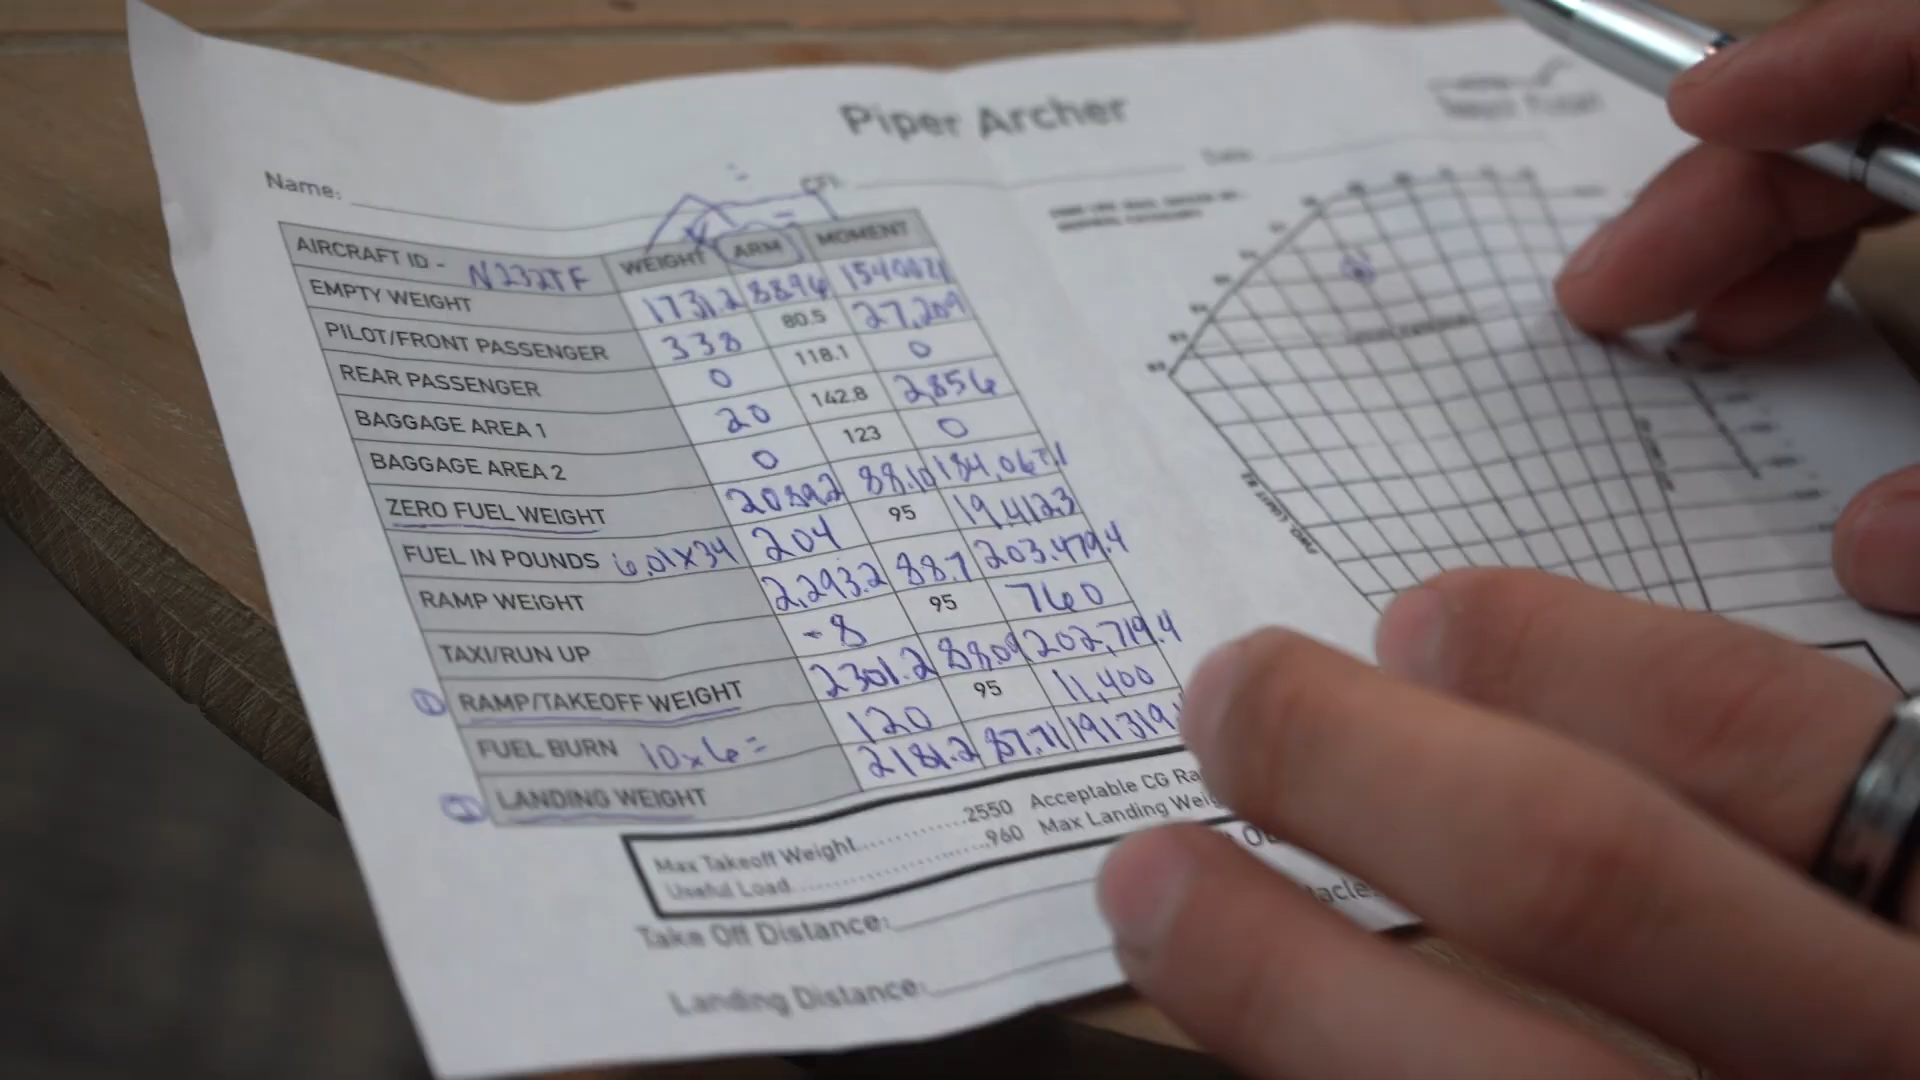 Piper Archer
Name:
CFI:
Date:
AIRCRAFT ID - N232TF WEIGHT ARM MOMENT
EMPTY WEIGHT 1731.2 88.96 154002.1
PILOT/FRONT PASSENGER 338 80.5 27,209
REAR PASSENGER 0 118.1 0
BAGGAGE AREA 1 20 142.8 2,856
BAGGAGE AREA 2 0 123 0
ZERO FUEL WEIGHT 2089.2 88.10 184,067.1
FUEL IN POUNDS 6.01x34 204 95 19,412.3
RAMP WEIGHT 2,293.2 88.7 203,479.4
TAXI/RUN UP -8 95 760
1 RAMP/TAKEOFF WEIGHT 2301.2 88.09 202,719.4
FUEL BURN 10x6= 120 95 11,400
2 LANDING WEIGHT 2181.2 87.71 191319.
Max Takeoff Weight 2550 Acceptable CG Ra
Useful Load 960 Max Landing Weig
Take Off Distance:
Landing Distance: